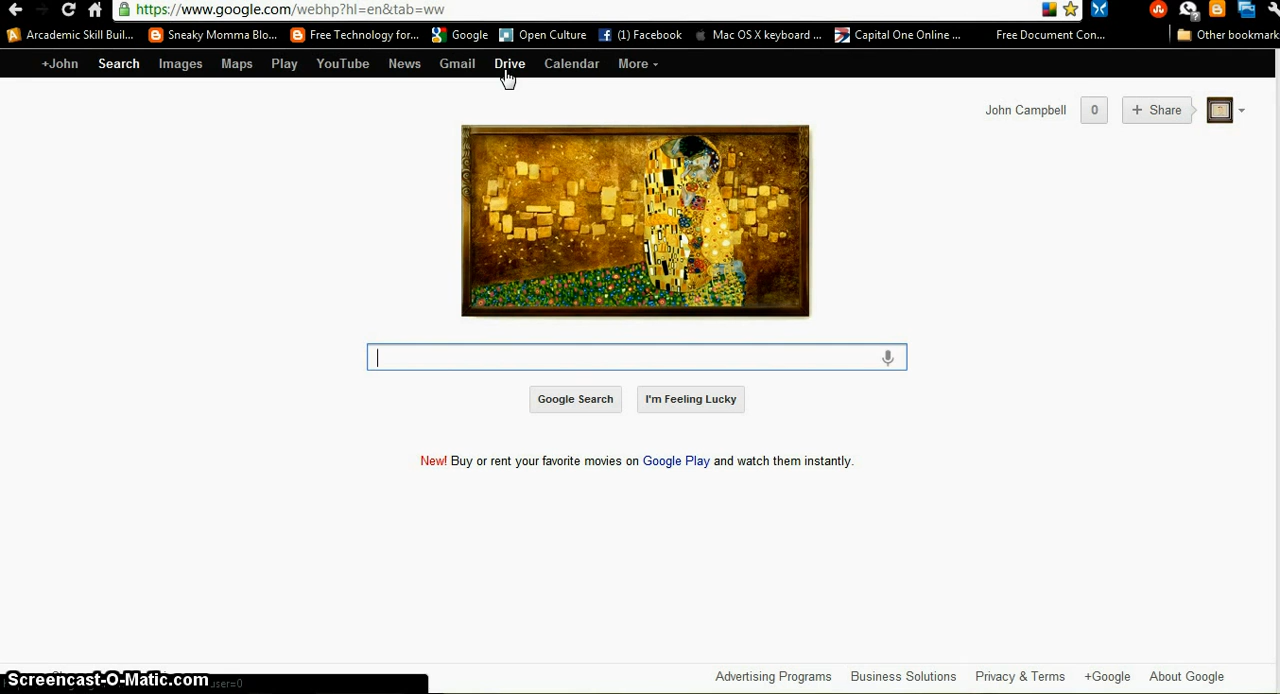 https://www.google.com/webhp?hl=en&tab=ww
Arcademic Skill Buil... Sneaky Momma Blo... Free Technology for... Google Open Culture (1) Facebook Mac OS X keyboard ... Capital One Online ... Free Document Con... Other bookmark
+John Search Images Maps Play YouTube News Gmail Drive Calendar More
John Campbell 0 + Share
Google Search I'm Feeling Lucky
New! Buy or rent your favorite movies on Google Play and watch them instantly.
Screencast-O-Matic.com user=0
Advertising Programs Business Solutions Privacy & Terms +Google About Google